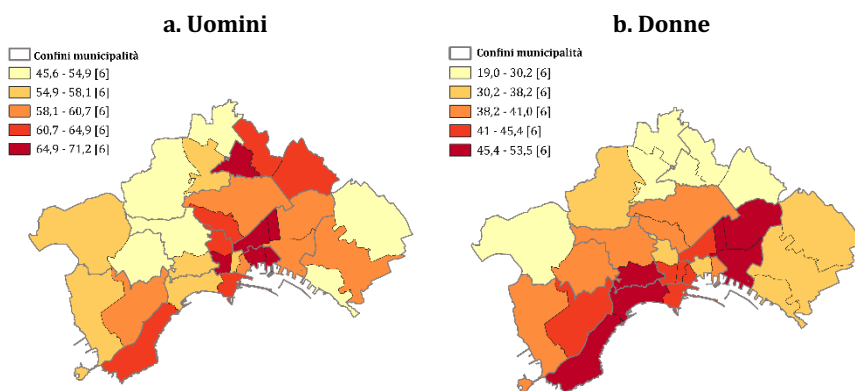 a. Uomini
Confini municipalità
45,6 - 54,9 [6]
54,9 - 58,1 [6]
58,1 - 60,7 [6]
60,7 - 64,9 [6]
64,9 - 71,2 [6]
b. Donne
Confini municipalità
19,0 - 30,2 [6]
30,2 - 38,2 [6]
38,2 - 41,0 [6]
41 - 45,4 [6]
45,4 - 53,5 [6]